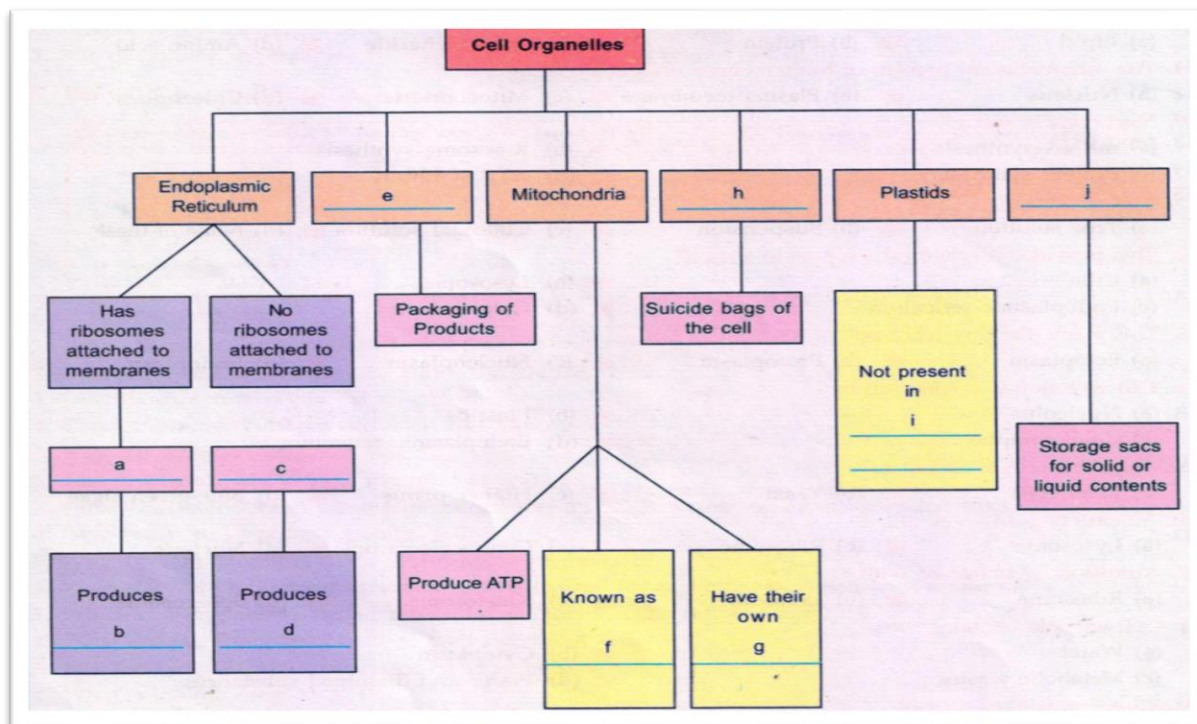 Cell Organelles
Endoplasmic
Reticulum
e
Mitochondria
h
Plastids
j
Has
ribosomes
attached to
membranes
No
ribosomes
attached to
membranes
Packaging of
Products
Suicide bags of
the cell
Not present
in
i
Storage sacs
for solid or
liquid contents
a
c
Produces
b
Produces
d
Produce ATP
Known as
f
Have their
own
g